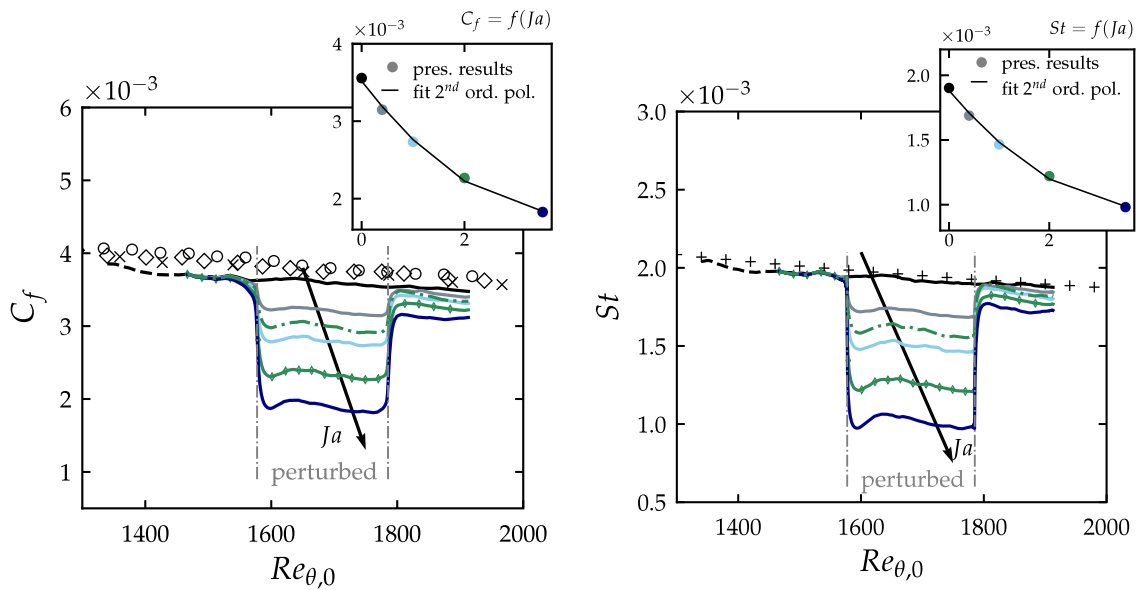 C_f = f(Ja)
×10⁻³
4
3
2
0
2
pres. results
fit 2ⁿᵈ ord. pol.
×10⁻³
6
5
4
3
2
1
C_f
Ja
perturbed
1400
1600
1800
2000
Re_θ,0
St = f(Ja)
×10⁻³
2.0
1.5
1.0
0
2
pres. results
fit 2ⁿᵈ ord. pol.
×10⁻³
3.0
2.5
2.0
1.5
1.0
0.5
St
Ja
perturbed
1400
1600
1800
2000
Re_θ,0